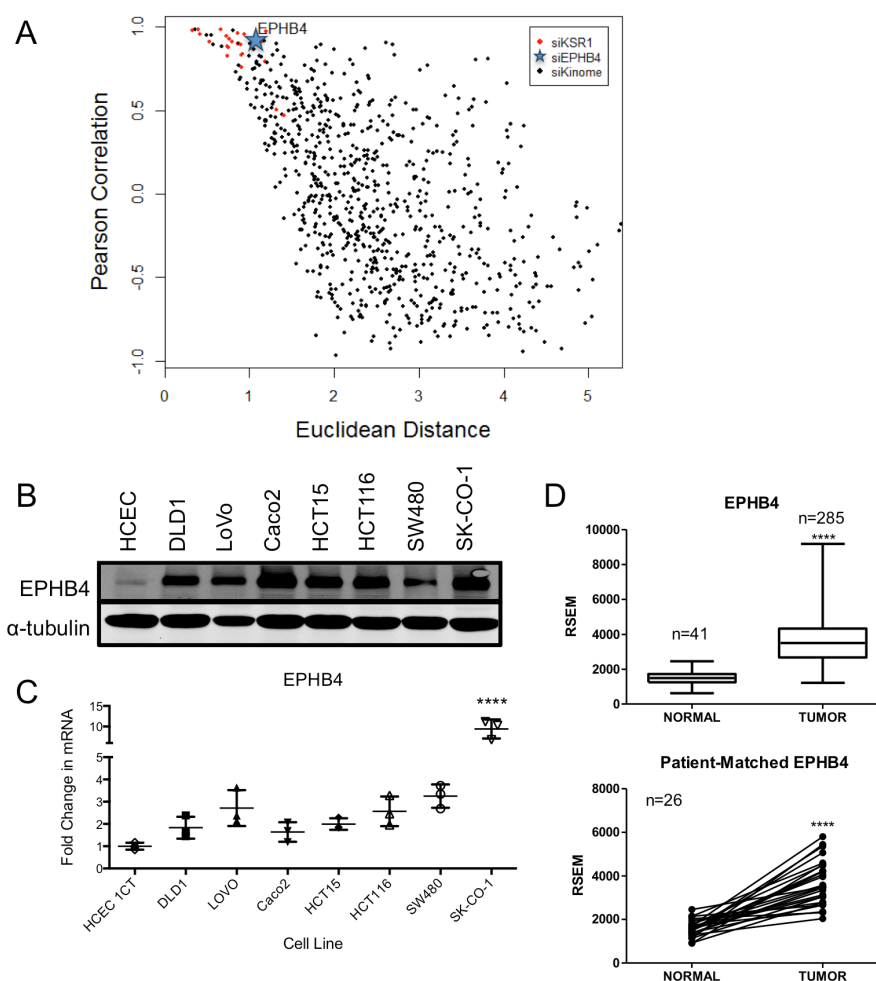 A
EPHB4
siKSR1
siEPHB4
siKinome
1.0
0.5
0.0
-0.5
-1.0
Pearson Correlation
0 1 2 3 4 5
Euclidean Distance
B
HCEC DLD1 LoVo Caco2 HCT15 HCT116 SW480 SK-CO-1
EPHB4
α-tubulin
C
EPHB4
****
Fold Change in mRNA
15
10
5
4
3
2
1
0
HCEC 1CT DLD1 LOVO Caco2 HCT15 HCT116 SW480 SK-CO-1
Cell Line
D
EPHB4
n=285
****
n=41
RSEM
10000
8000
6000
4000
2000
0
NORMAL TUMOR
Patient-Matched EPHB4
n=26
****
RSEM
8000
6000
4000
2000
0
NORMAL TUMOR